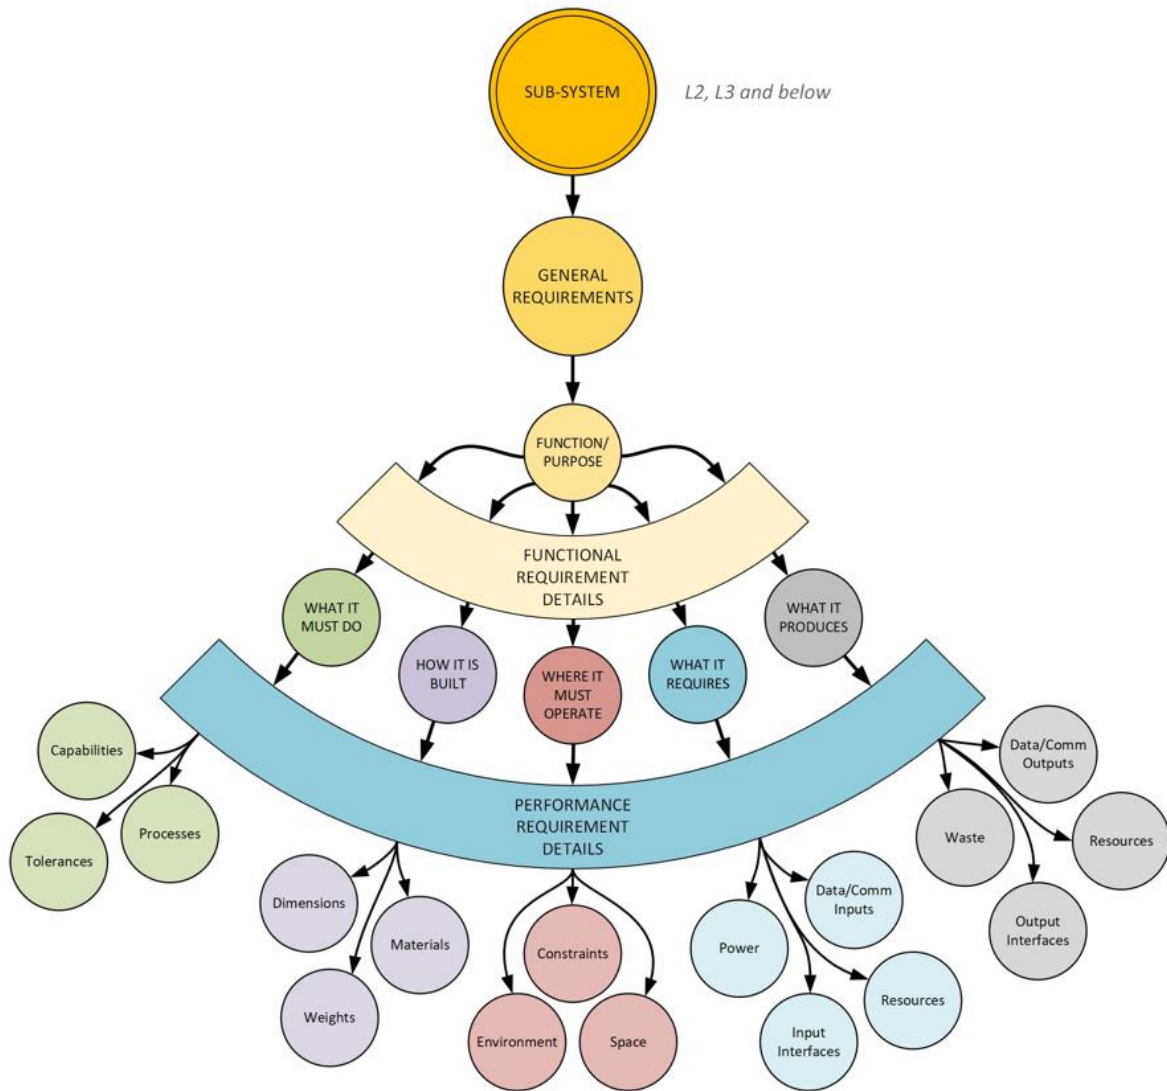 SUB-SYSTEM
L2, L3 and below
GENERAL
REQUIREMENTS
FUNCTION/
PURPOSE
FUNCTIONAL
REQUIREMENT
DETAILS
WHAT IT
MUST DO
HOW IT IS
BUILT
WHERE IT
MUST
OPERATE
WHAT IT
REQUIRES
WHAT IT
PRODUCES
PERFORMANCE
REQUIREMENT
DETAILS
Capabilities
Tolerances
Processes
Dimensions
Weights
Materials
Environment
Constraints
Space
Power
Data/Comm
Inputs
Input
Interfaces
Resources
Waste
Data/Comm
Outputs
Output
Interfaces
Resources